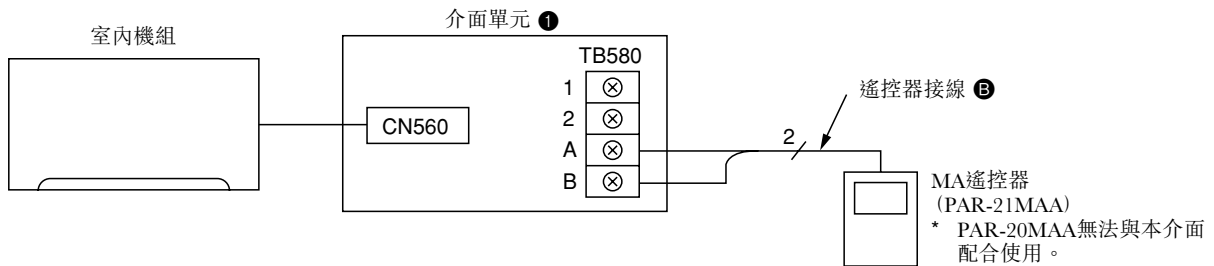 介面單元 ❶
室內機組
TB580
1
2
A
B
CN560
遙控器接線 Ⓑ
2
MA遙控器
(PAR-21MAA)
* PAR-20MAA無法與本介面
配合使用。